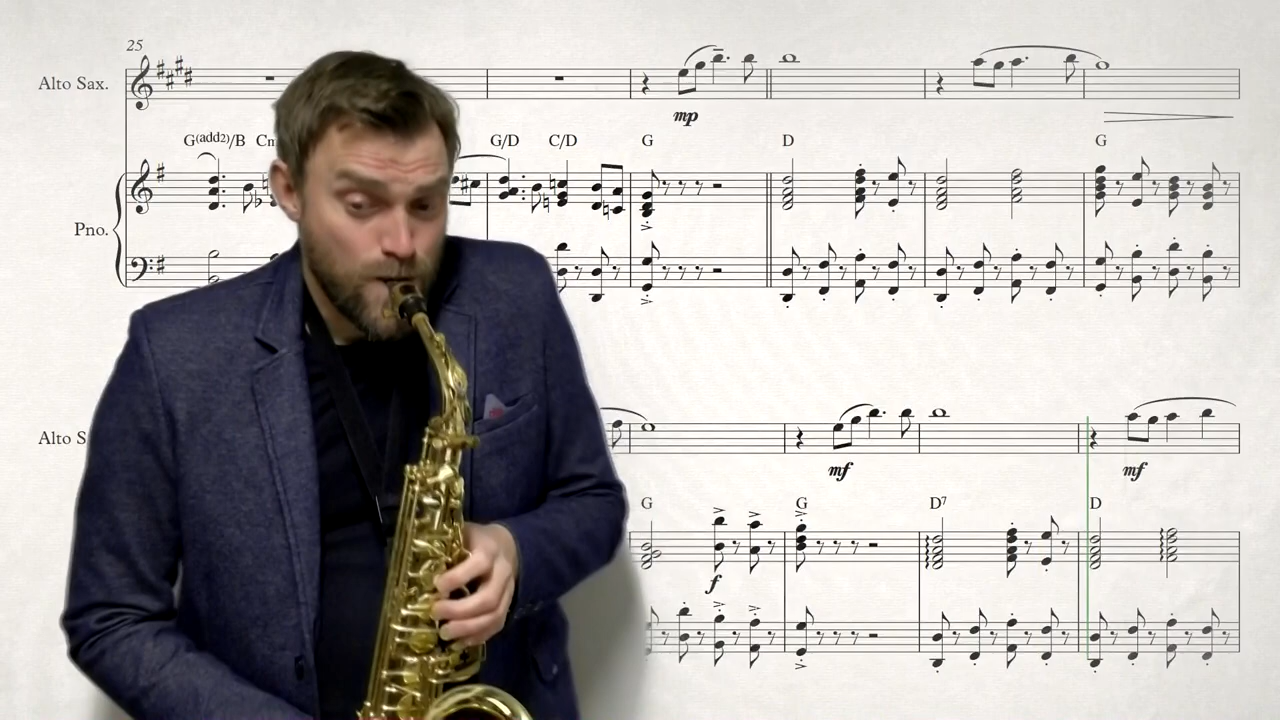 25
Alto Sax.
mp
G(add2)/B G/D C/D G D G
Pno.
Alto
mf mf
G G D7 D
f